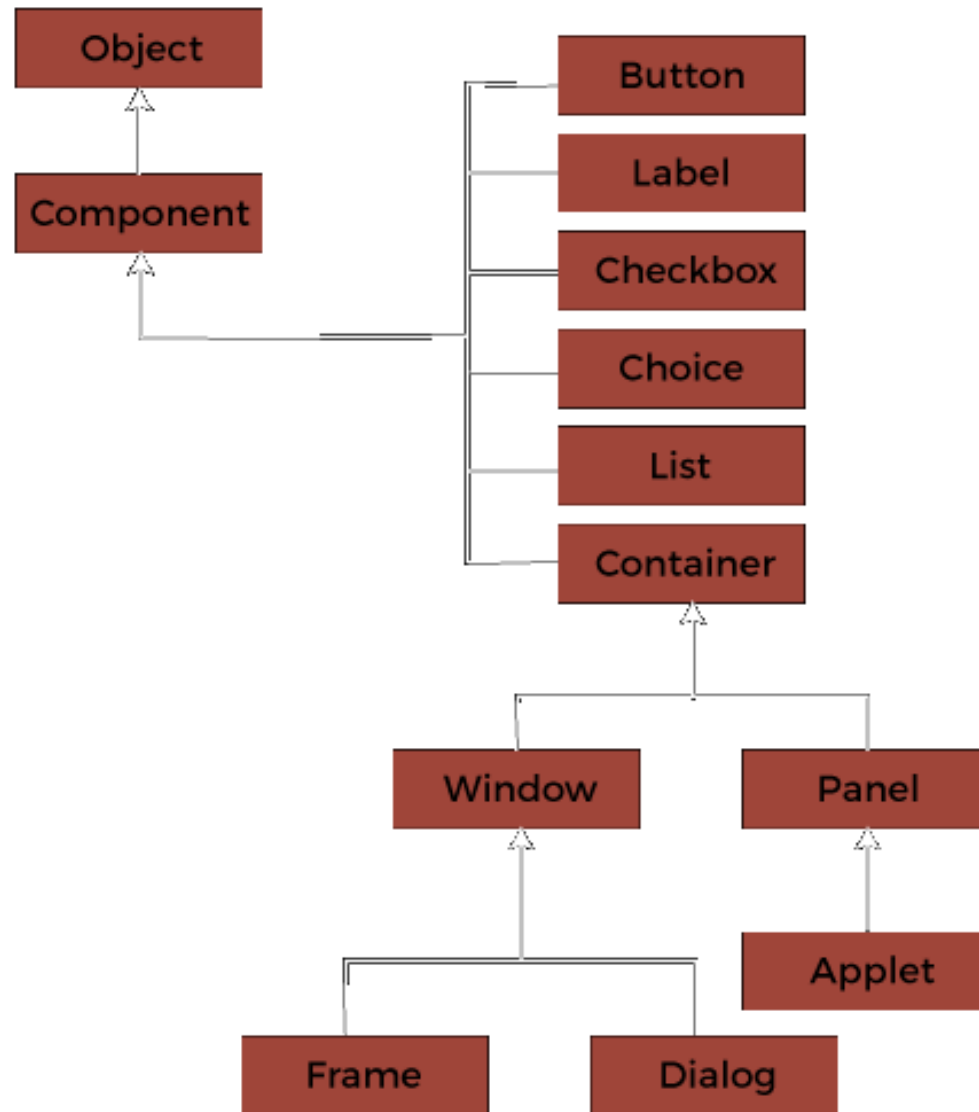 Object
Button
Label
Component
Checkbox
Choice
List
Container
Window
Panel
Applet
Frame
Dialog